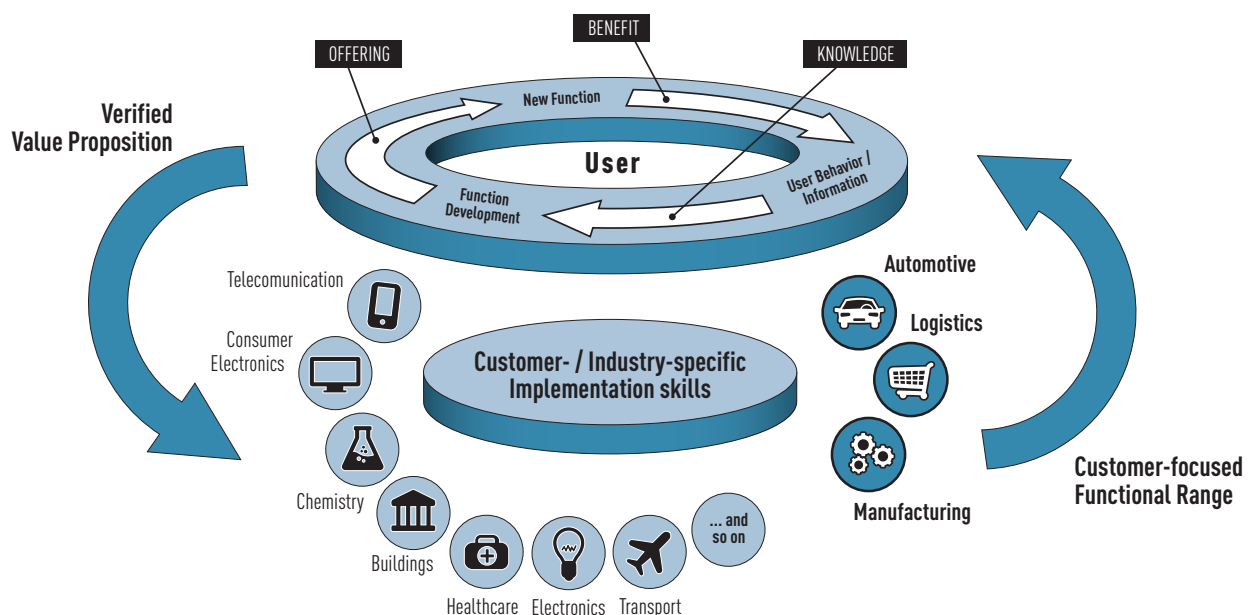 BENEFIT
OFFERING
KNOWLEDGE
Verified
Value Proposition
New Function
User
User Behavior /
Information
Function
Development
Telecomunication
Automotive
Logistics
Consumer
Electronics
Customer- / Industry-specific
Implementation skills
Chemistry
Manufacturing
Customer-focused
Functional Range
Buildings
... and
so on
Healthcare
Electronics
Transport